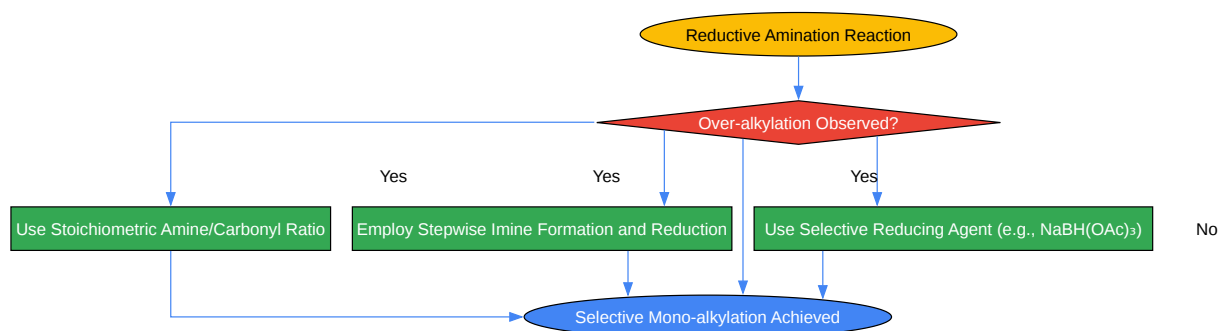 Reductive Amination Reaction
Over-alkylation Observed?
Yes
Yes
Yes
Use Stoichiometric Amine/Carbonyl Ratio
Employ Stepwise Imine Formation and Reduction
Use Selective Reducing Agent (e.g., NaBH(OAc)₃)
No
Selective Mono-alkylation Achieved